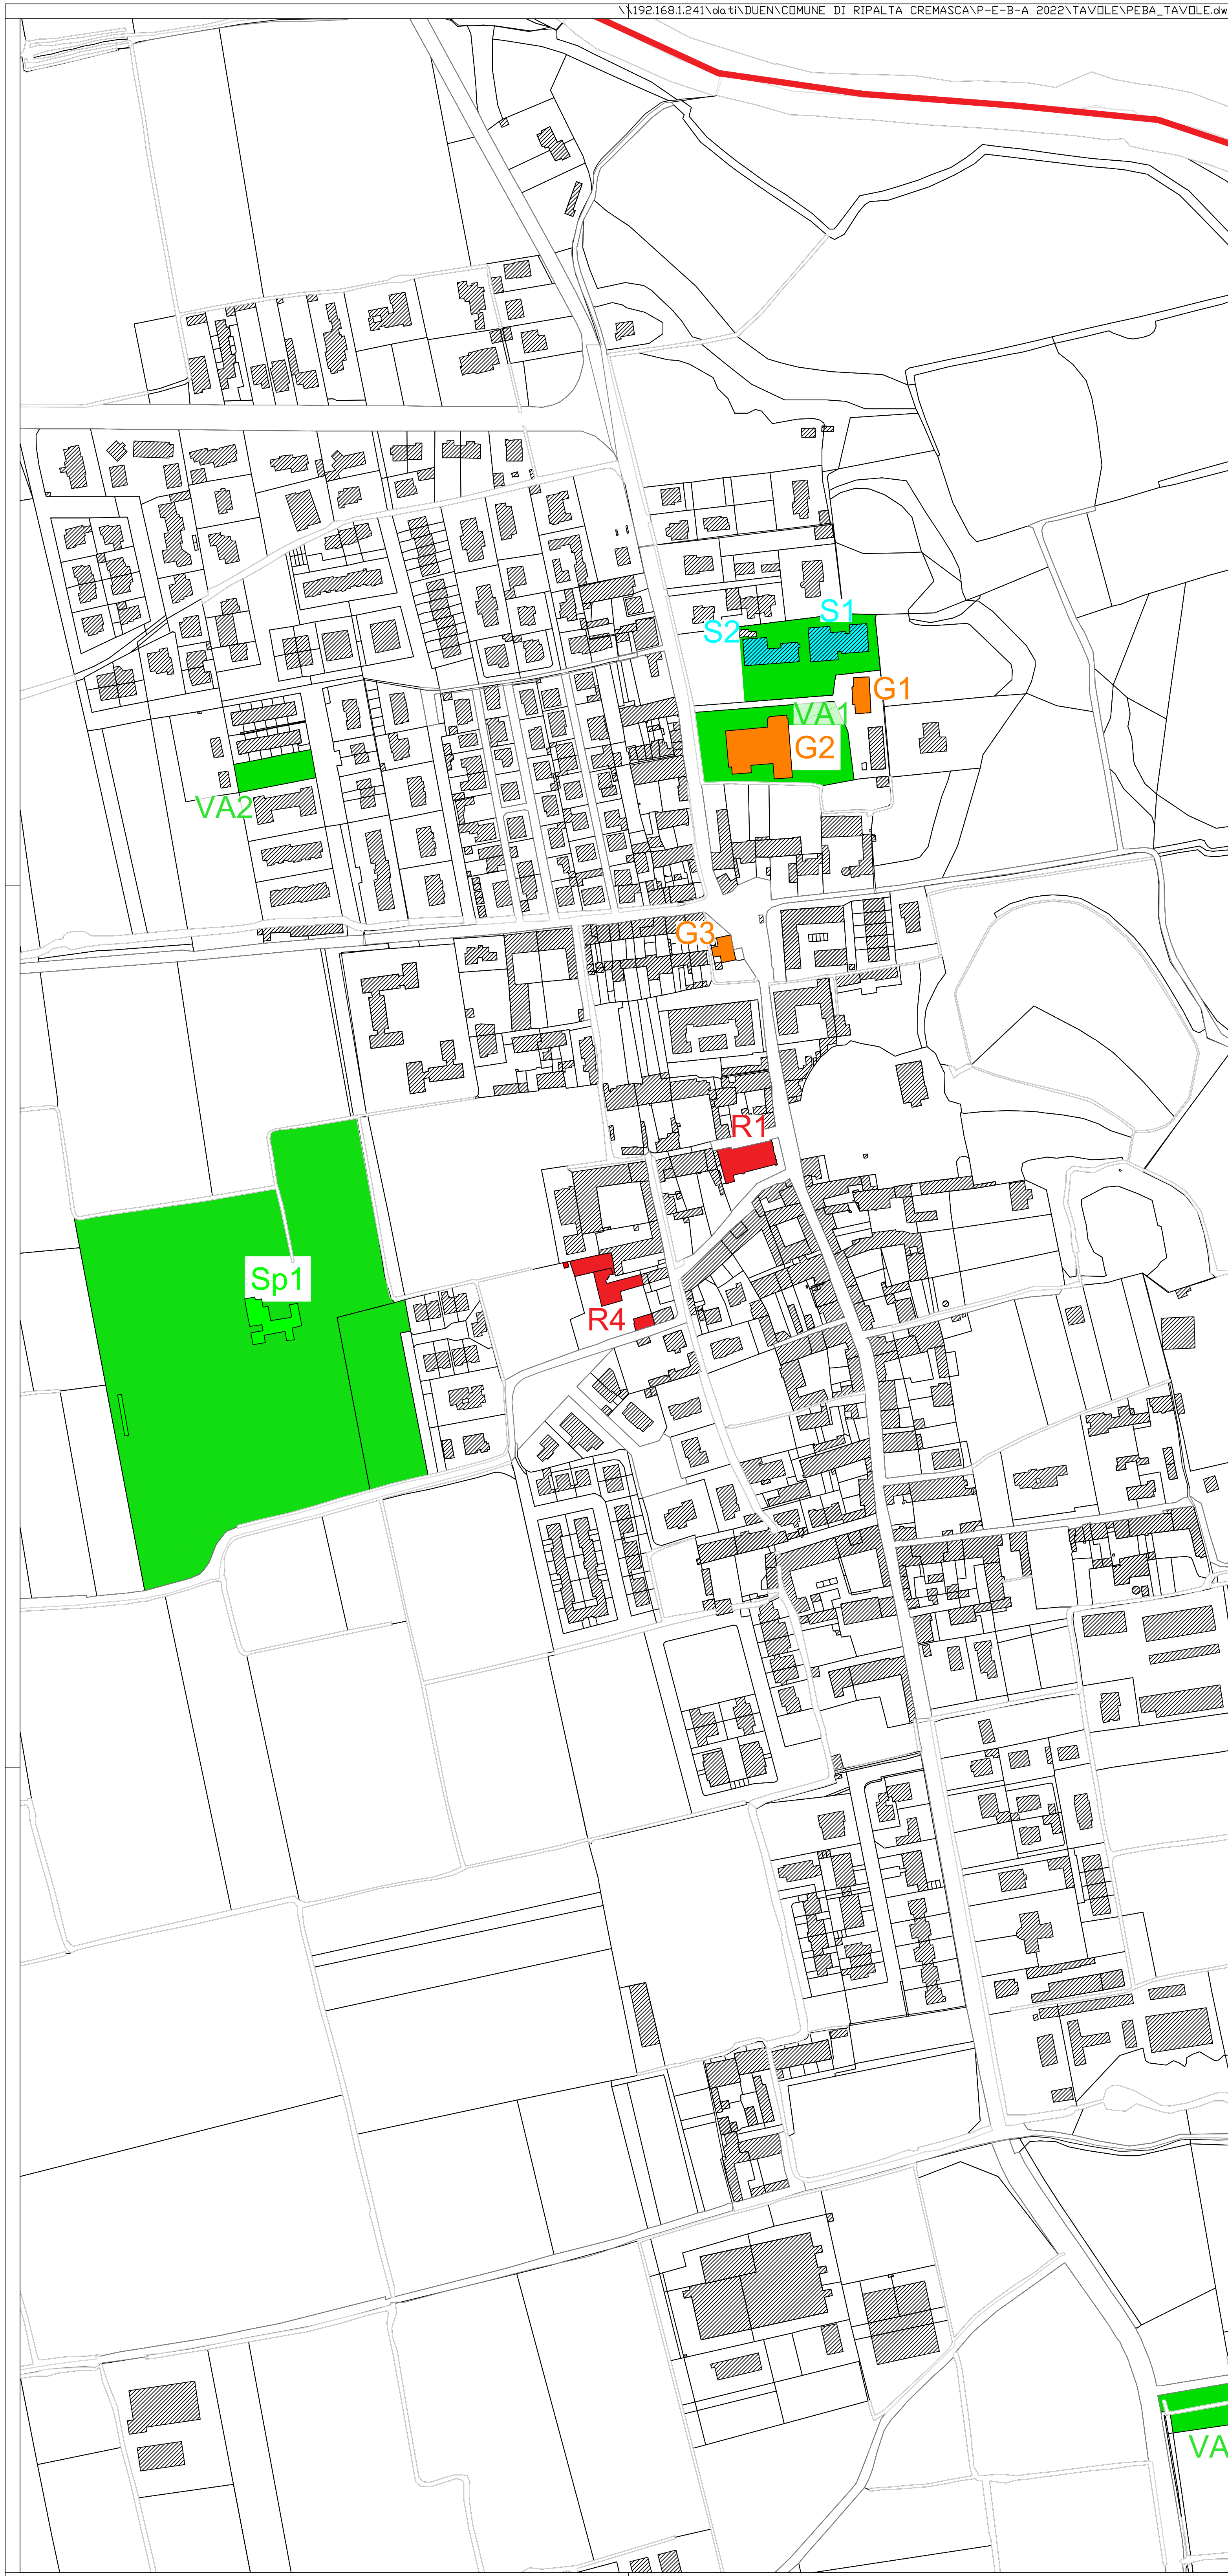 \\192.168.1.241\dati\DUEN\COMUNE DI RIPALTA CREMASCA\P-E-B-A 2022\TAVOLE\PEBA_TAVOLE.dw
S1
S2
G1
VA1
G2
VA2
G3
R1
Sp1
R4
VA